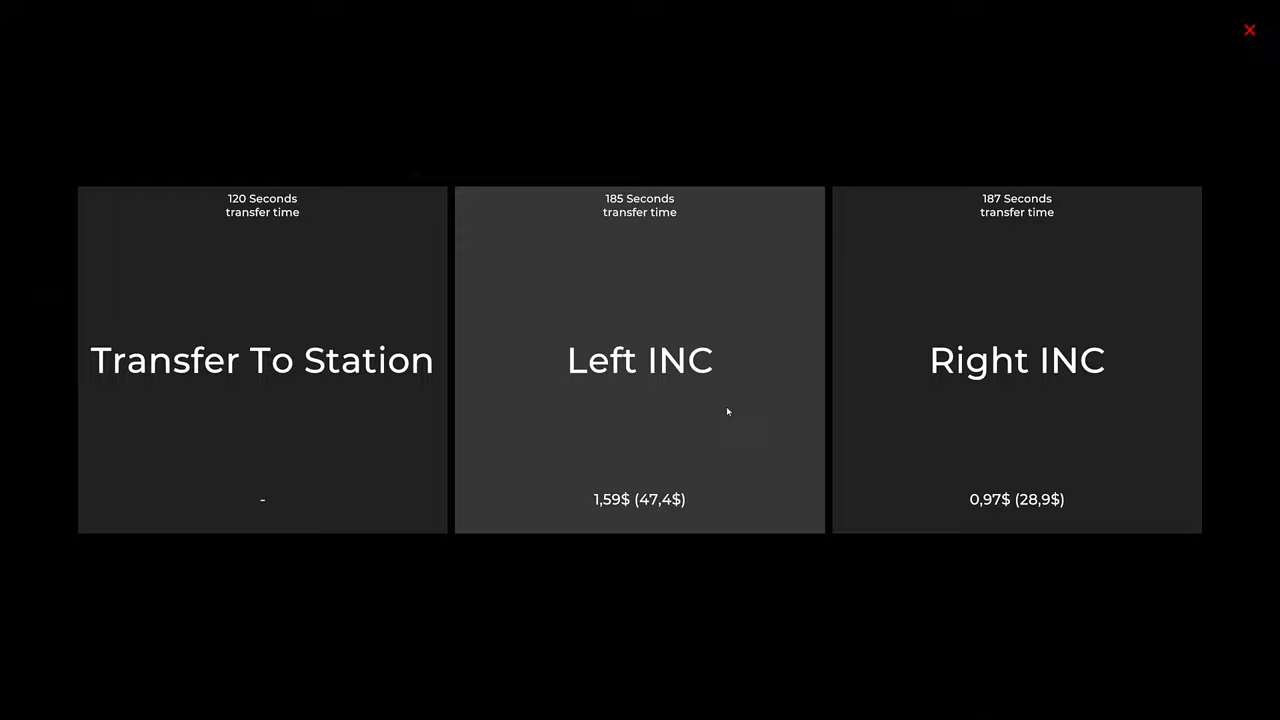 ×
120 Seconds
transfer time
Transfer To Station
-
185 Seconds
transfer time
Left INC
1,59$ (47,4$)
187 Seconds
transfer time
Right INC
0,97$ (28,9$)